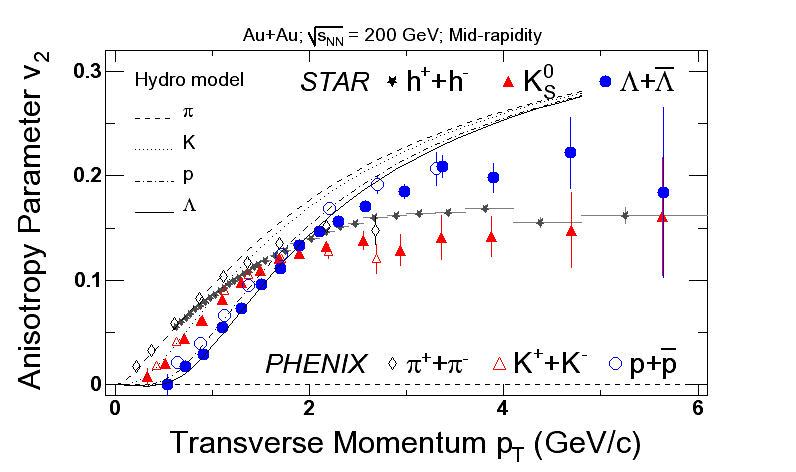 Au+Au; √sNN = 200 GeV; Mid-rapidity
Anisotropy Parameter v2
0.3
0.2
0.1
0
Hydro model
π
K
p
Λ
STAR h⁺+h⁻ K⁰S Λ+Λ̅
PHENIX π⁺+π⁻ K⁺+K⁻ p+p̅
0 2 4 6
Transverse Momentum pT (GeV/c)